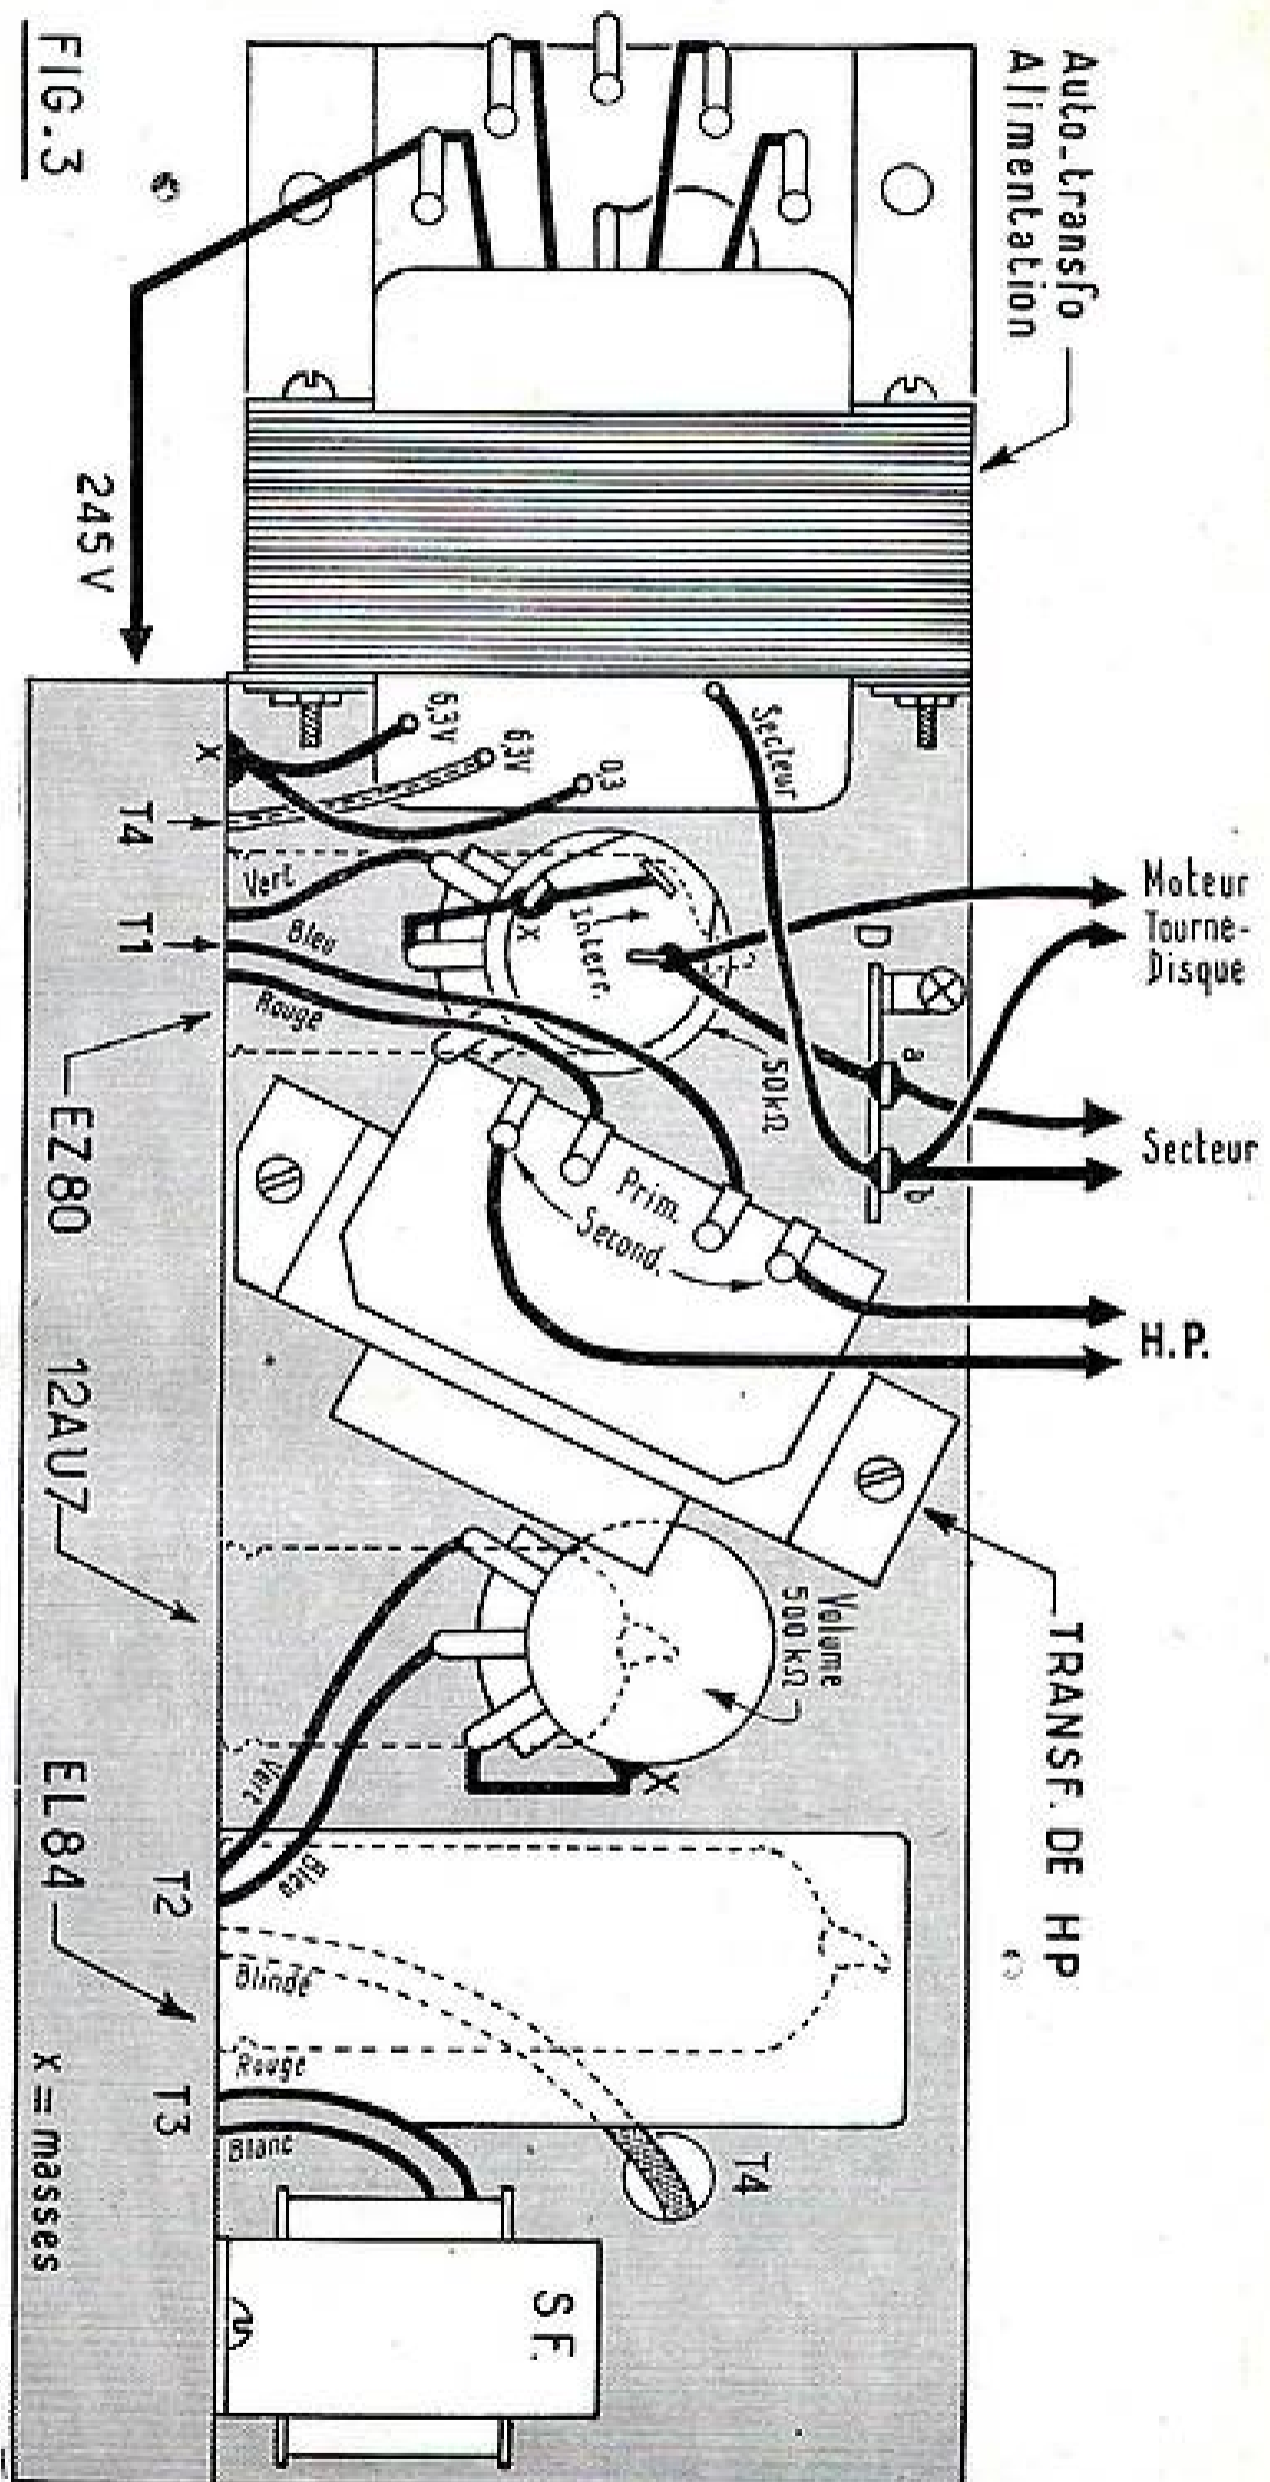 FIG.3
Auto-transfo
Alimentation
245 V
Secteur
6,3V
6,3V
0,3
X
T4
T1
Vert
Bleu
Rouge
X
Interr.
50kΩ
D
a
b
Moteur
Tourne-
Disque
Secteur
H.P.
Prim.
Second.
EZ80
12AU7
EL84
TRANSF. DE HP
Volume
500 kΩ
X
Vert
Bleu
T2
Blindé
Rouge
T3
Blanc
T4
S.F.
X = masses